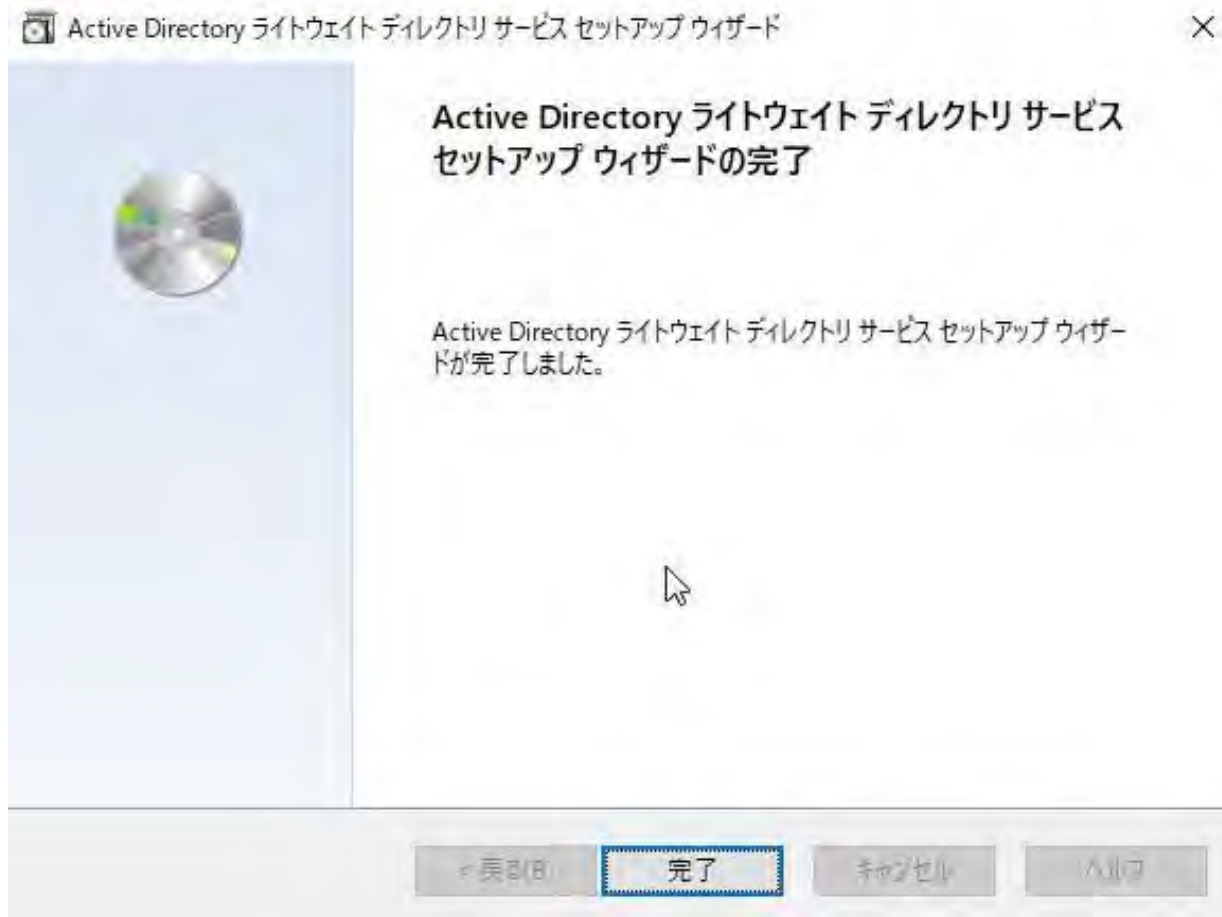 Active Directory ライトウェイト ディレクトリ サービス セットアップ ウィザード
Active Directory ライトウェイト ディレクトリ サービス
セットアップ ウィザードの完了
Active Directory ライトウェイト ディレクトリ サービス セットアップ ウィザー
ドが完了しました。
< 戻る(B)
完了
キャンセル
ヘルプ